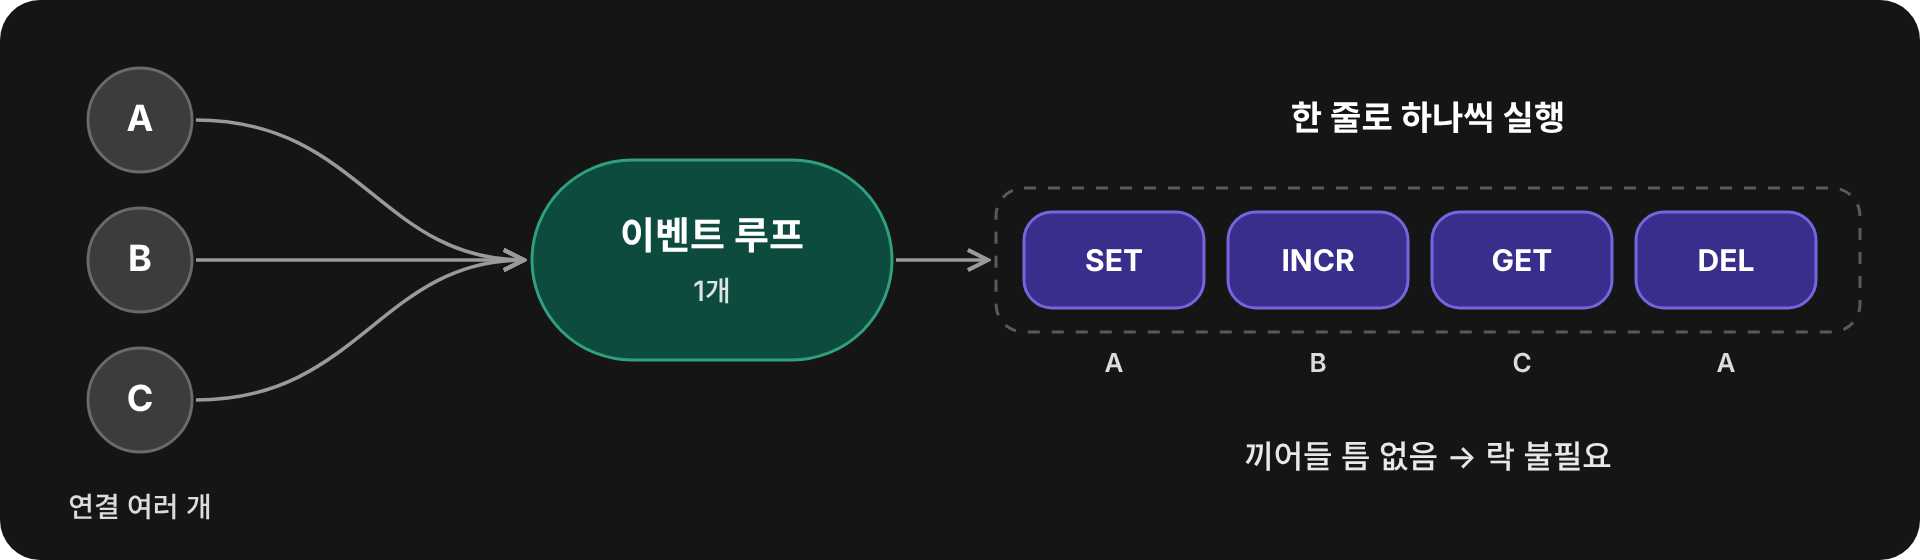 A
B
C
연결 여러 개
이벤트 루프
1개
한 줄로 하나씩 실행
SET INCR GET DEL
A B C A
끼어들 틈 없음 → 락 불필요